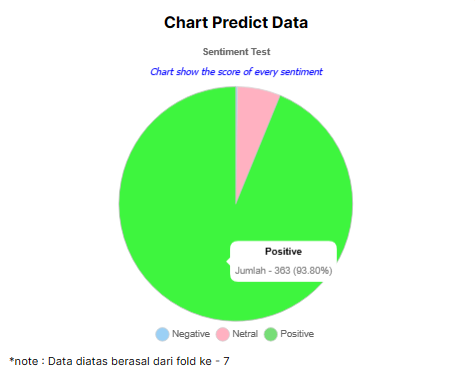 Chart Predict Data
Sentiment Test
Chart show the score of every sentiment
Positive
Jumlah - 363 (93.80%)
Negative Netral Positive
*note : Data diatas berasal dari fold ke - 7